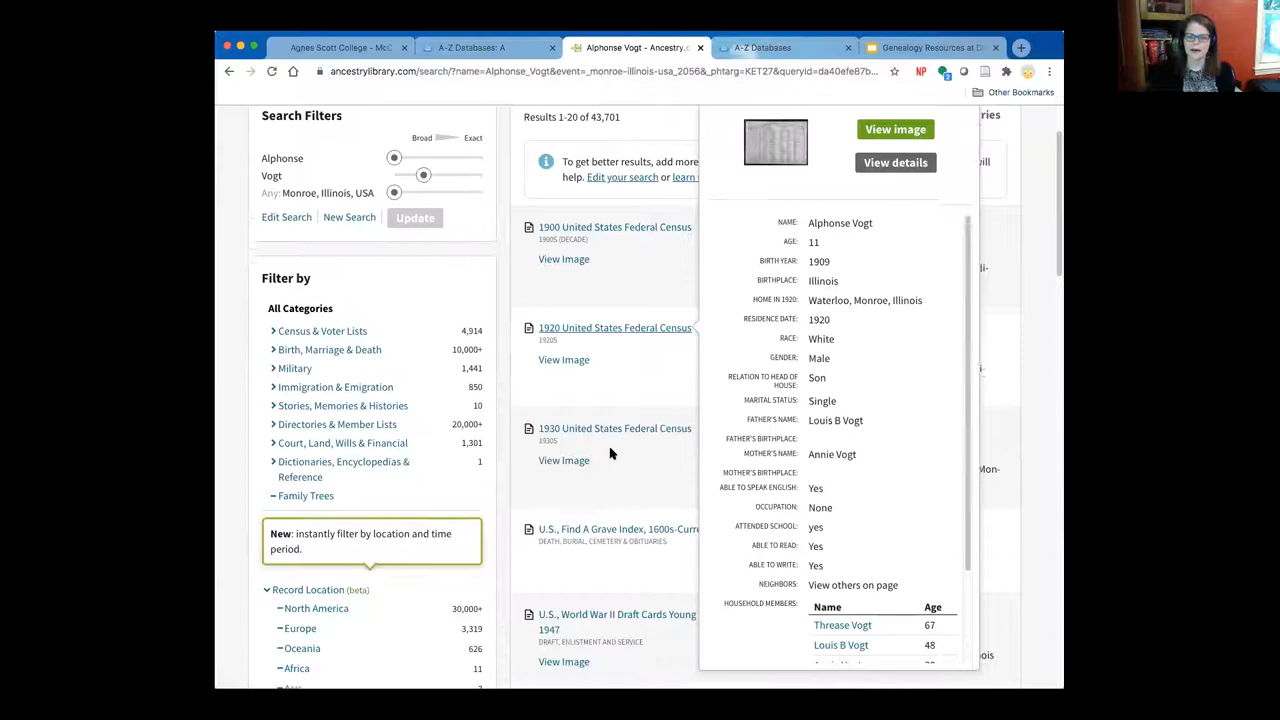 Agnes Scott College - McC
A-Z Databases: A
Alphonse Vogt - Ancestry.c
A-Z Databases
Genealogy Resources at D
ancestrylibrary.com/search/?name=Alphonse_Vogt&event=_monroe-illinois-usa_2056&_phtarg=KET27&queryId=da40efe87b...
NP
2
Other Bookmarks
Search Filters
Broad
Exact
Alphonse
Vogt
Any: Monroe, Illinois, USA
Edit Search
New Search
Update
Filter by
All Categories
Census & Voter Lists 4,914
Birth, Marriage & Death 10,000+
Military 1,441
Immigration & Emigration 850
Stories, Memories & Histories 10
Directories & Member Lists 20,000+
Court, Land, Wills & Financial 1,301
Dictionaries, Encyclopedias & 1
Reference
Family Trees
New: instantly filter by location and time
period.
Record Location (beta)
North America 30,000+
Europe 3,319
Oceania 626
Africa 11
Results 1-20 of 43,701
To get better results, add more
help. Edit your search or learn
1900 United States Federal Census
1900S (DECADE)
View Image
1920 United States Federal Census
1920S
View Image
1930 United States Federal Census
1930S
View Image
U.S., Find A Grave Index, 1600s-Curre
DEATH, BURIAL, CEMETERY & OBITUARIES
U.S., World War II Draft Cards Young
1947
DRAFT, ENLISTMENT AND SERVICE
View Image
View image
View details
NAME: Alphonse Vogt
AGE: 11
BIRTH YEAR: 1909
BIRTHPLACE: Illinois
HOME IN 1920: Waterloo, Monroe, Illinois
RESIDENCE DATE: 1920
RACE: White
GENDER: Male
RELATION TO HEAD OF
HOUSE: Son
MARITAL STATUS: Single
FATHER'S NAME: Louis B Vogt
FATHER'S BIRTHPLACE:
MOTHER'S NAME: Annie Vogt
MOTHER'S BIRTHPLACE:
ABLE TO SPEAK ENGLISH: Yes
OCCUPATION: None
ATTENDED SCHOOL: yes
ABLE TO READ: Yes
ABLE TO WRITE: Yes
NEIGHBORS: View others on page
HOUSEHOLD MEMBERS:
Name Age
Threase Vogt 67
Louis B Vogt 48
ries
will
Mon-